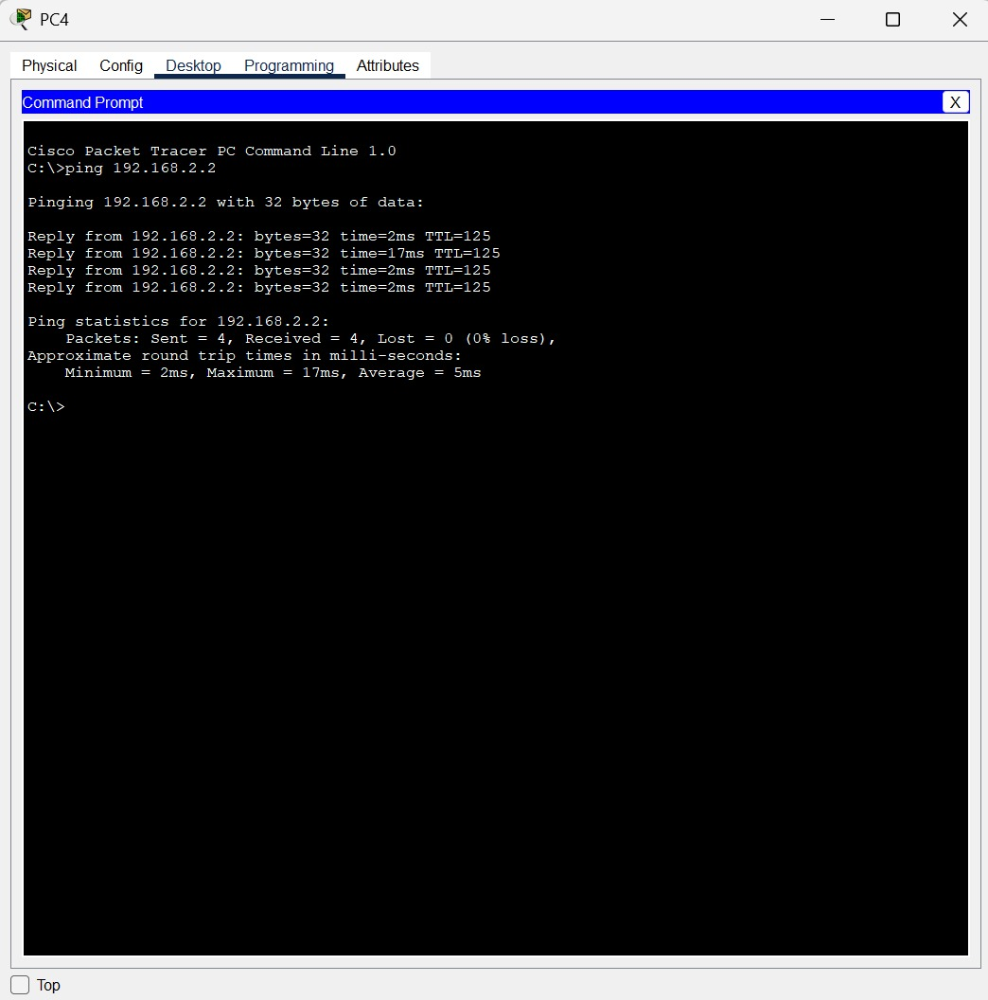 PC4
Physical Config Desktop Programming Attributes
Command Prompt
X
Cisco Packet Tracer PC Command Line 1.0
C:\>ping 192.168.2.2
Pinging 192.168.2.2 with 32 bytes of data:
Reply from 192.168.2.2: bytes=32 time=2ms TTL=125
Reply from 192.168.2.2: bytes=32 time=17ms TTL=125
Reply from 192.168.2.2: bytes=32 time=2ms TTL=125
Reply from 192.168.2.2: bytes=32 time=2ms TTL=125
Ping statistics for 192.168.2.2:
    Packets: Sent = 4, Received = 4, Lost = 0 (0% loss),
Approximate round trip times in milli-seconds:
    Minimum = 2ms, Maximum = 17ms, Average = 5ms
C:\>
Top